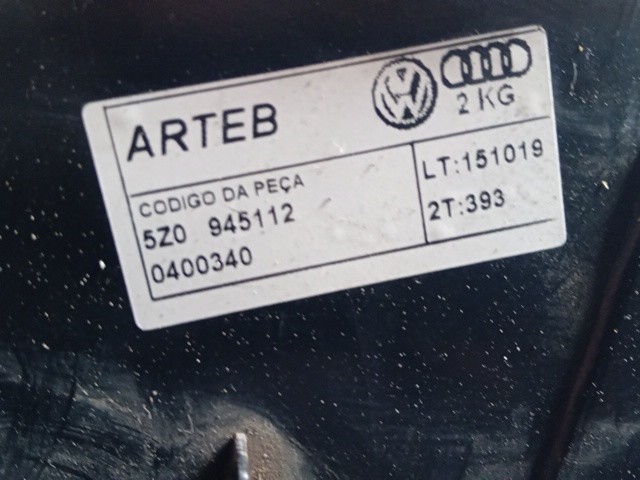 ARTEB
2 KG
CODIGO DA PEÇA
5Z0 945112
0400340
LT:151019
2T:393